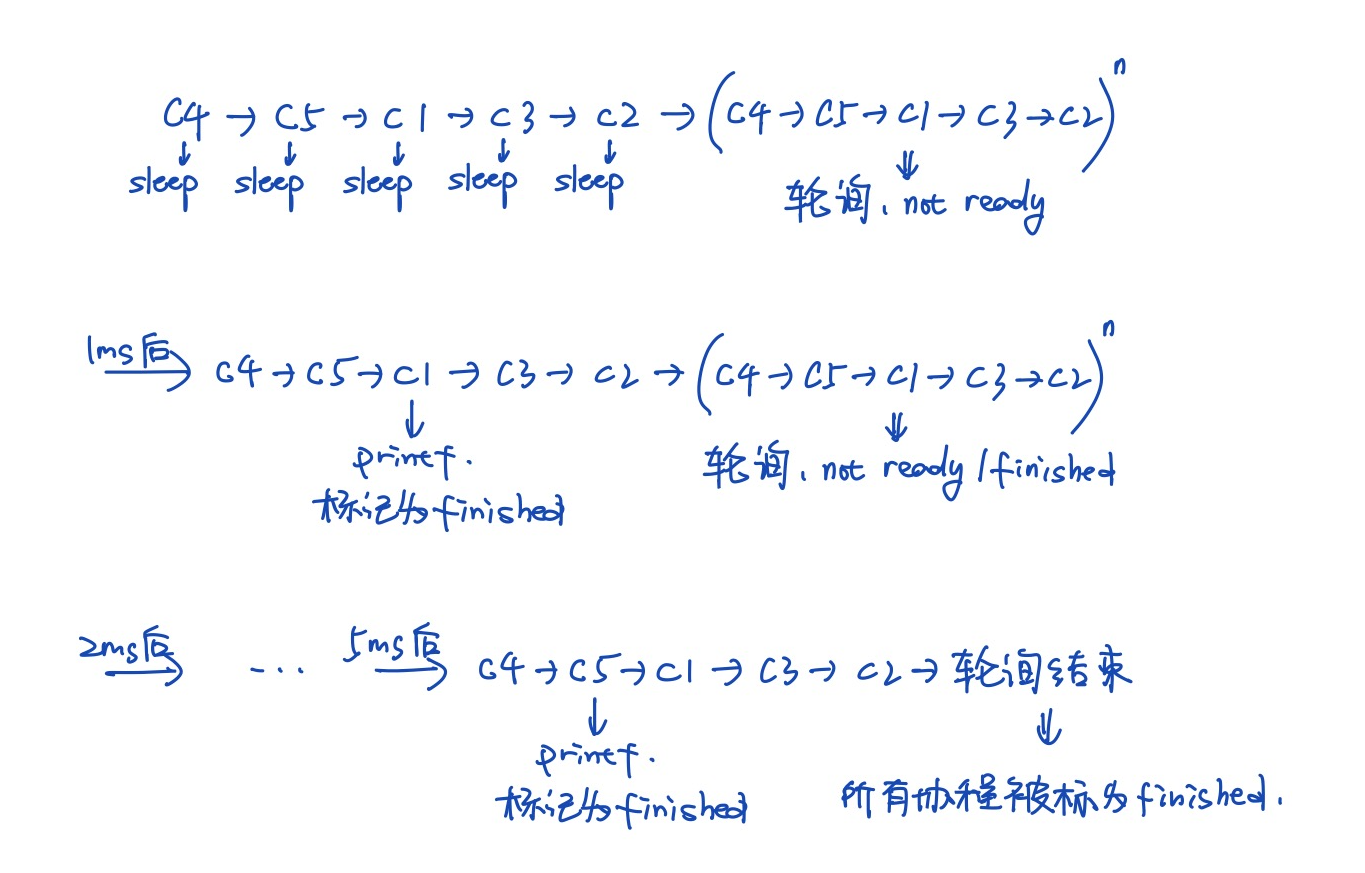 C4 → C5 → C1 → C3 → C2 → (C4 → C5 → C1 → C3 → C2)^n
↓ ↓ ↓ ↓ ↓
sleep sleep sleep sleep sleep
⇓
轮询, not ready
1ms后 C4 → C5 → C1 → C3 → C2 → (C4 → C5 → C1 → C3 → C2)^n
↓ ⇓
printf.
标记为finished
轮询, not ready / finished
2ms后 ... 5ms后 C4 → C5 → C1 → C3 → C2 → 轮询结束
↓ ⇓
printf.
标记为finished
所有协程被标为finished.